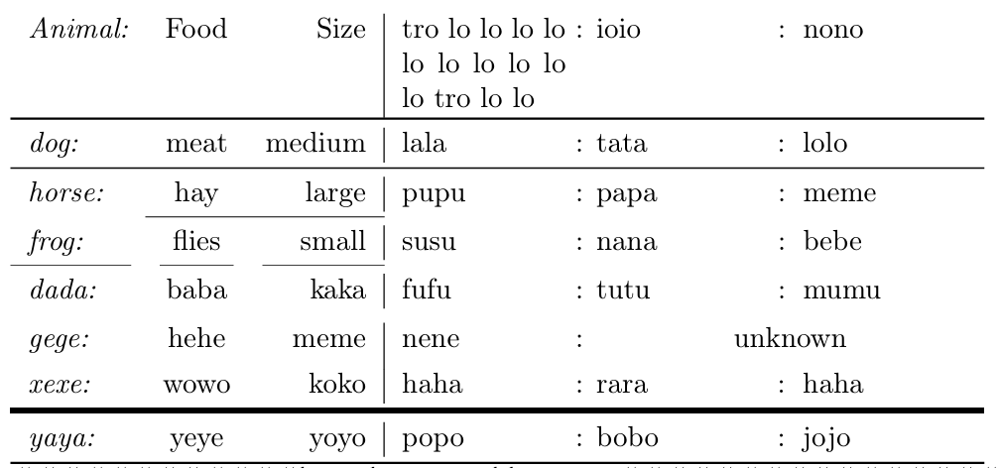 Animal: Food Size tro lo lo lo lo : ioio : nono
lo lo lo lo lo
lo tro lo lo
dog: meat medium lala : tata : lolo
horse: hay large pupu : papa : meme
frog: flies small susu : nana : bebe
dada: baba kaka fufu : tutu : mumu
gege: hehe meme nene : unknown
xexe: wowo koko haha : rara : haha
yaya: yeye yoyo popo : bobo : jojo